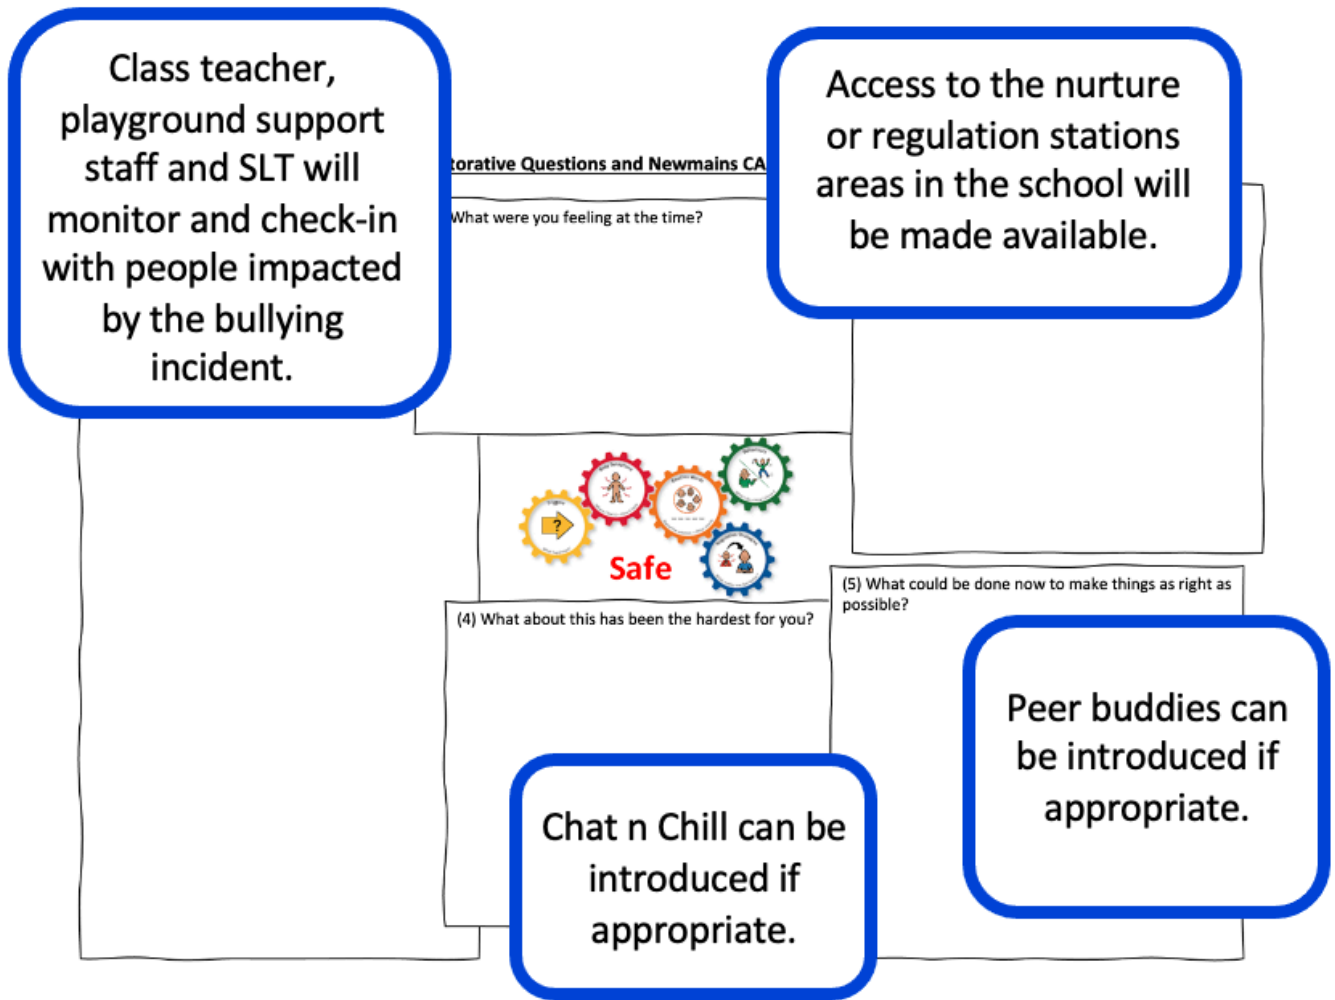 Class teacher,
playground support
staff and SLT will
monitor and check-in
with people impacted
by the bullying
incident.
Access to the nurture
or regulation stations
areas in the school will
be made available.
torative Questions and Newmains CA
What were you feeling at the time?
?
Safe
(4) What about this has been the hardest for you?
(5) What could be done now to make things as right as
possible?
Peer buddies can
be introduced if
appropriate.
Chat n Chill can be
introduced if
appropriate.